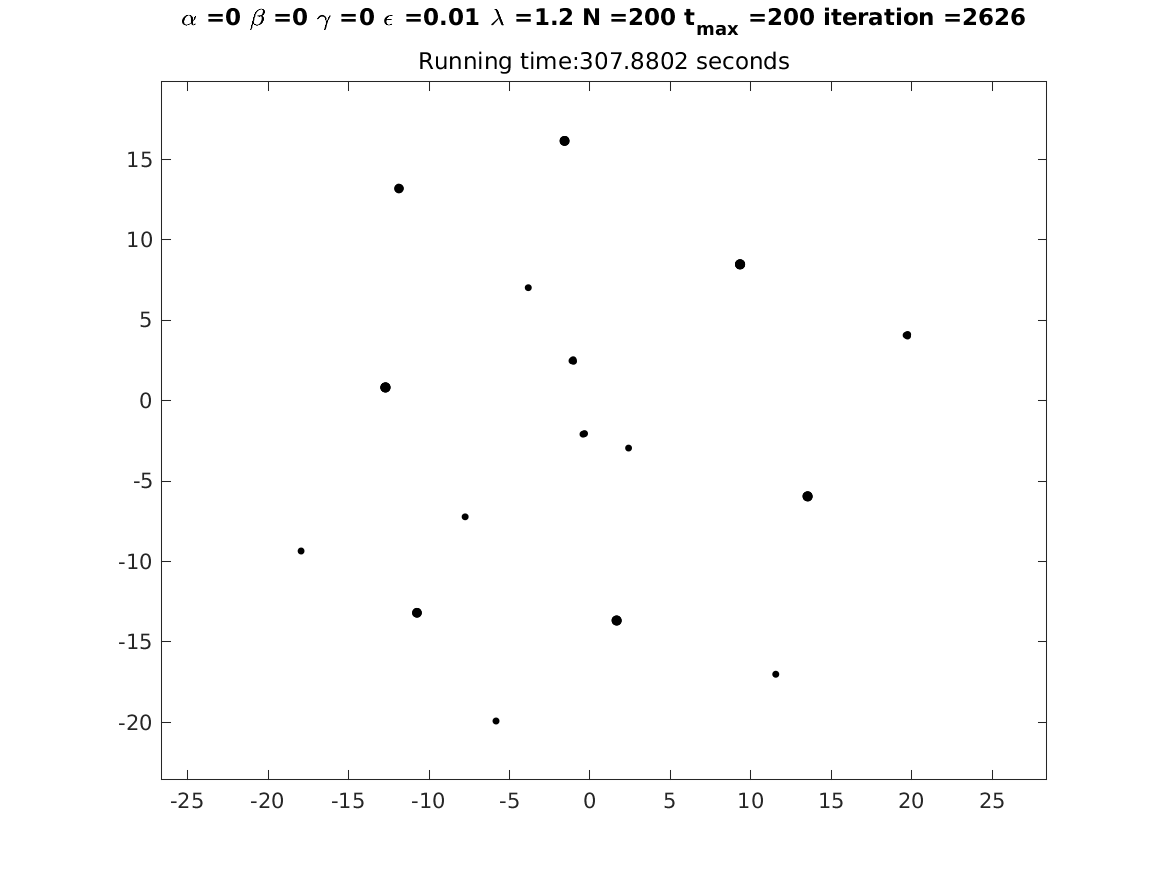 α =0 β =0 γ =0 ϵ =0.01 λ =1.2 N =200 t_max =200 iteration =2626
Running time:307.8802 seconds
15
10
5
0
-5
-10
-15
-20
-25 -20 -15 -10 -5 0 5 10 15 20 25